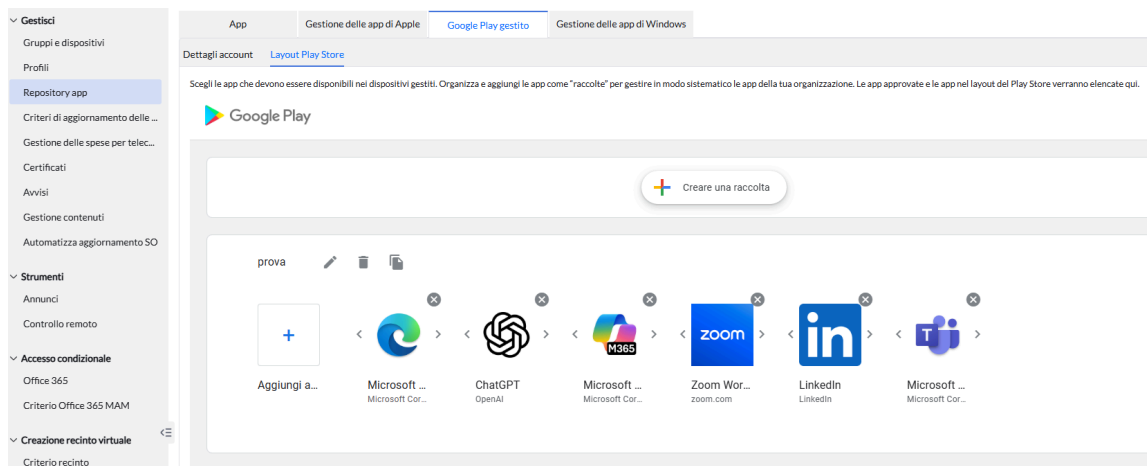 Gestisci
Gruppi e dispositivi
Profili
Repository app
Criteri di aggiornamento delle ...
Gestione delle spese per telec...
Certificati
Avvisi
Gestione contenuti
Automatizza aggiornamento SO
Strumenti
Annunci
Controllo remoto
Accesso condizionale
Office 365
Criterio Office 365 MAM
Creazione recinto virtuale
Criterio recinto
App
Gestione delle app di Apple
Google Play gestito
Gestione delle app di Windows
Dettagli account
Layout Play Store
Scegli le app che devono essere disponibili nei dispositivi gestiti. Organizza e aggiungi le app come "raccolte" per gestire in modo sistematico le app della tua organizzazione. Le app approvate e le app nel layout del Play Store verranno elencate qui.
Google Play
Creare una raccolta
prova
M365
zoom
in
T
Aggiungi a...
Microsoft ...
Microsoft Cor...
ChatGPT
OpenAI
Microsoft ...
Microsoft Cor...
Zoom Wor...
zoom.com
LinkedIn
LinkedIn
Microsoft ...
Microsoft Cor...